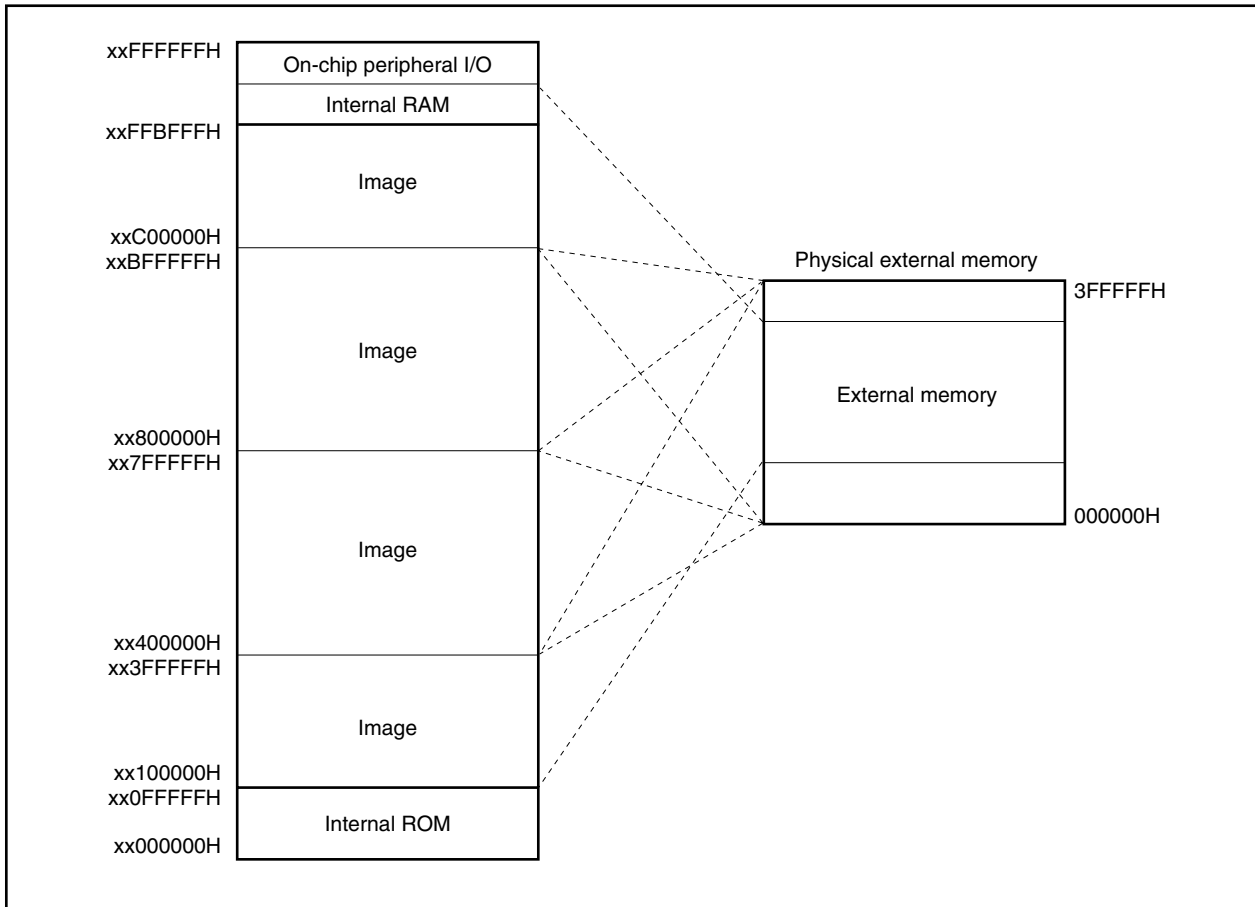 xxFFFFFFH
On-chip peripheral I/O
Internal RAM
xxFFBFFFH
Image
xxC00000H
xxBFFFFFH
Image
xx800000H
xx7FFFFFH
Image
xx400000H
xx3FFFFFH
Image
xx100000H
xx0FFFFFH
Internal ROM
xx000000H
Physical external memory
3FFFFFH
External memory
000000H